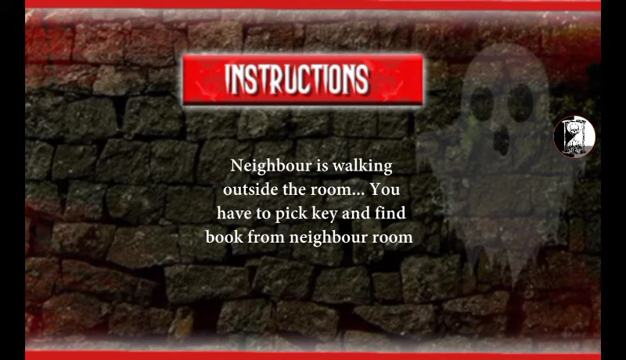 INSTRUCTIONS
Neighbour is walking
outside the room... You
have to pick key and find
book from neighbour room